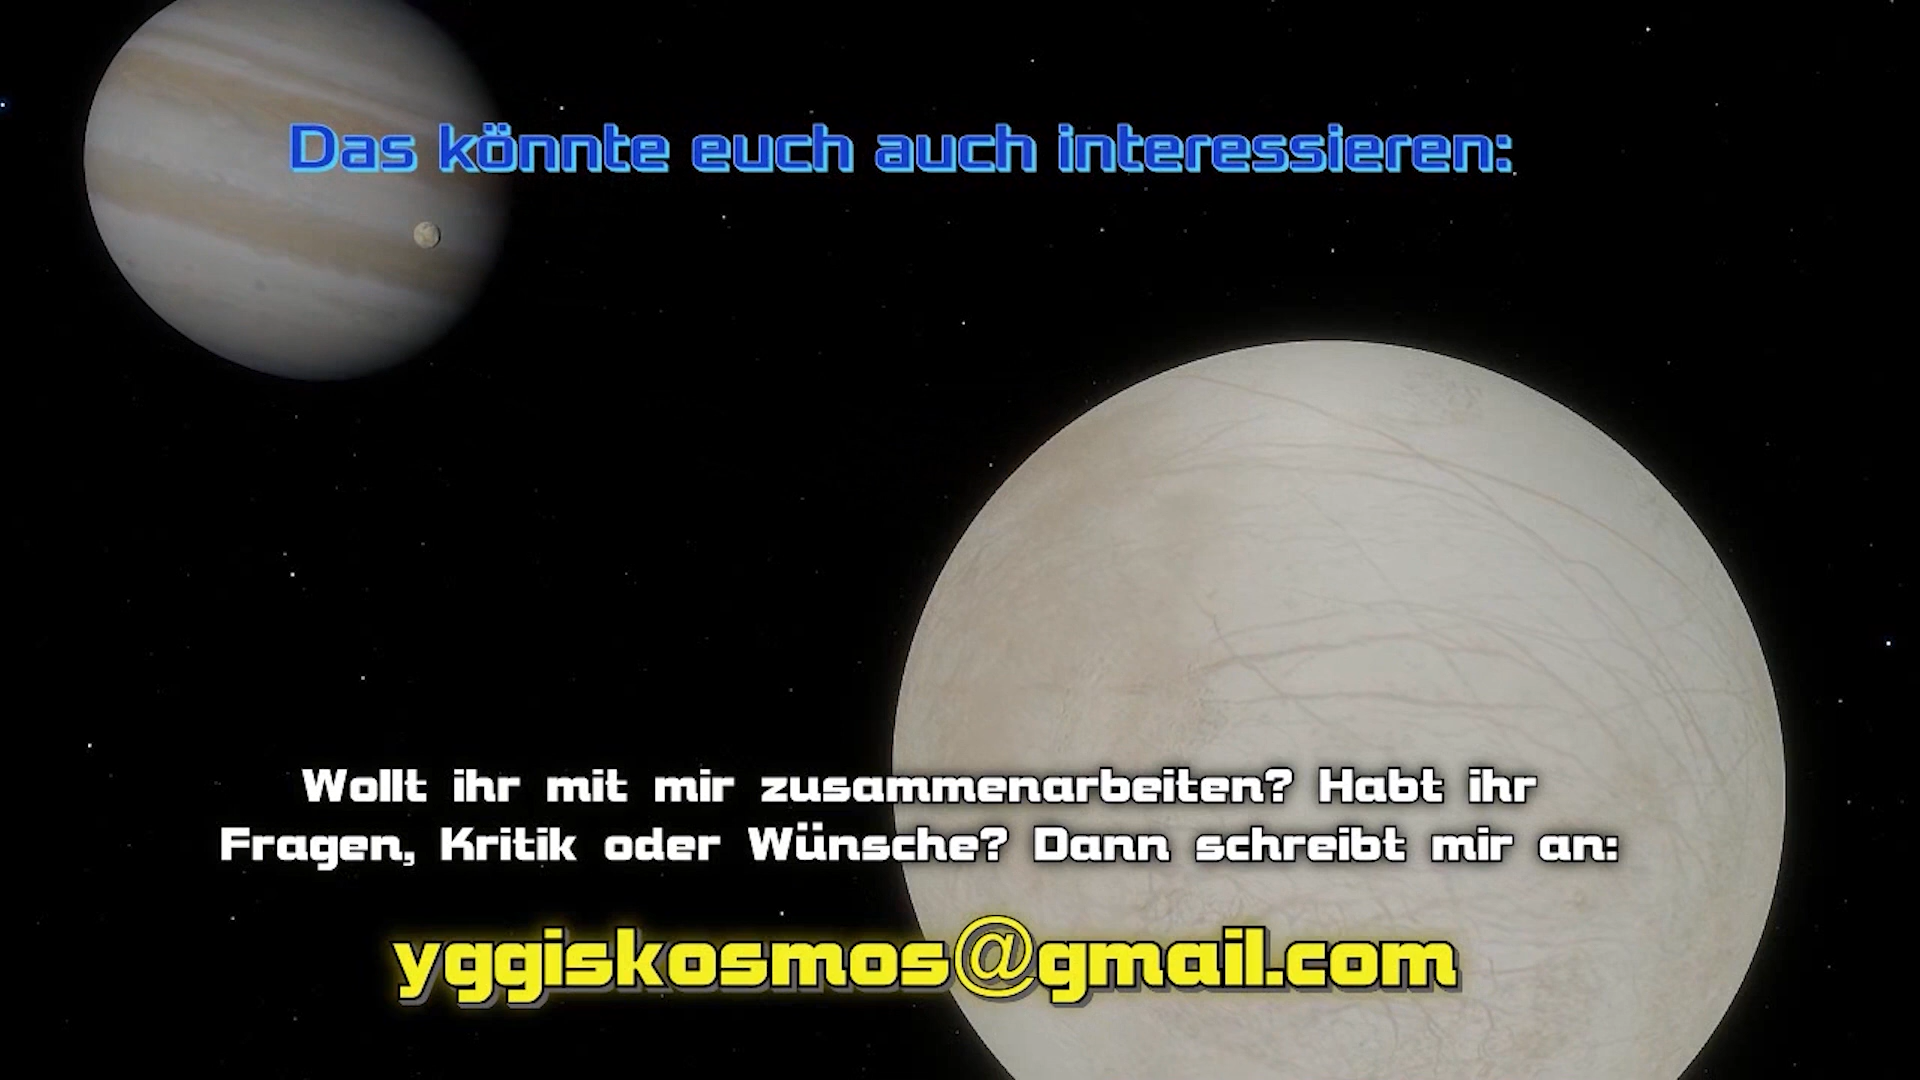 Das könnte euch auch interessieren:
Wollt ihr mit mir zusammenarbeiten? Habt ihr
Fragen, Kritik oder Wünsche? Dann schreibt mir an:
yggiskosmos@gmail.com